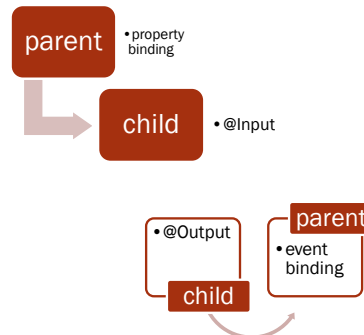 parent
• property
binding
child
• @Input
• @Output
child
parent
• event
binding